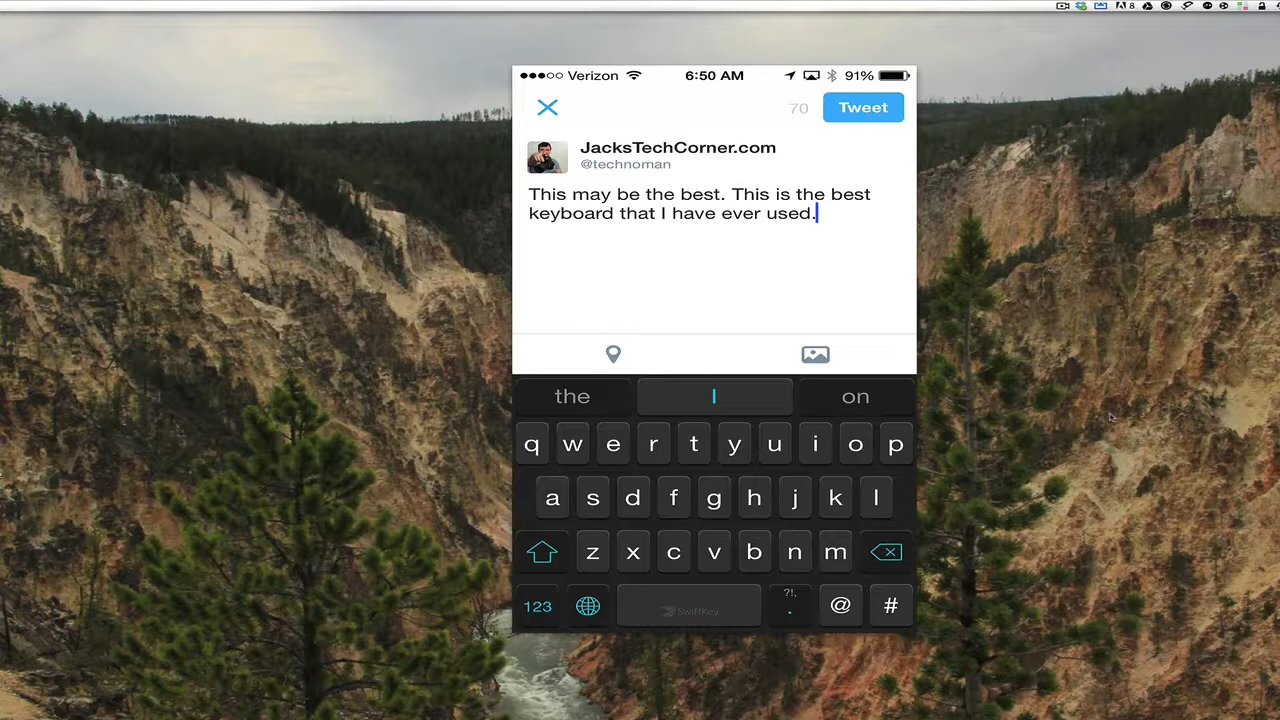 8
Verizon 6:50 AM 91%
70 Tweet
JacksTechCorner.com
@technoman
This may be the best. This is the best
keyboard that I have ever used.
the I on
q w e r t y u i o p
a s d f g h j k l
z x c v b n m
123 SwiftKey ?!, . @ #